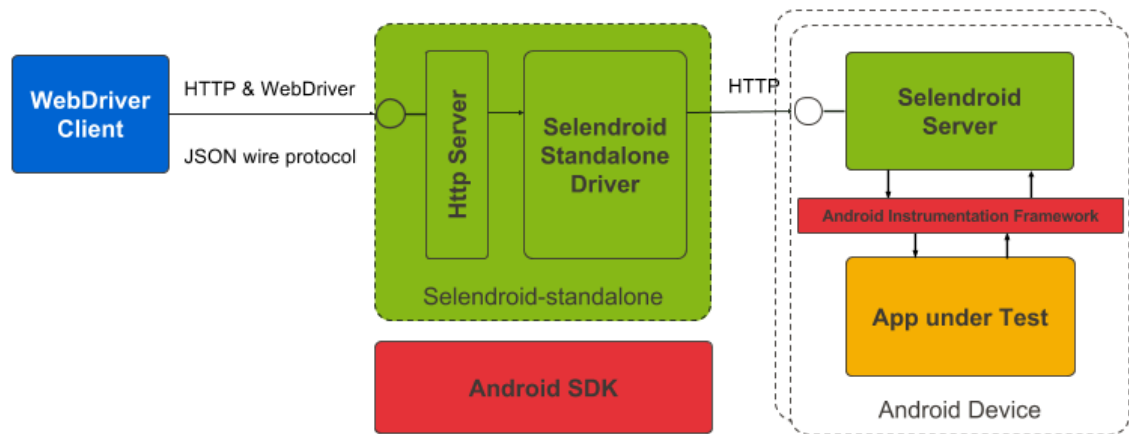 WebDriver
Client
HTTP & WebDriver
JSON wire protocol
Http Server
Selendroid
Standalone
Driver
Selendroid-standalone
Android SDK
HTTP
Selendroid
Server
Android Instrumentation Framework
App under Test
Android Device